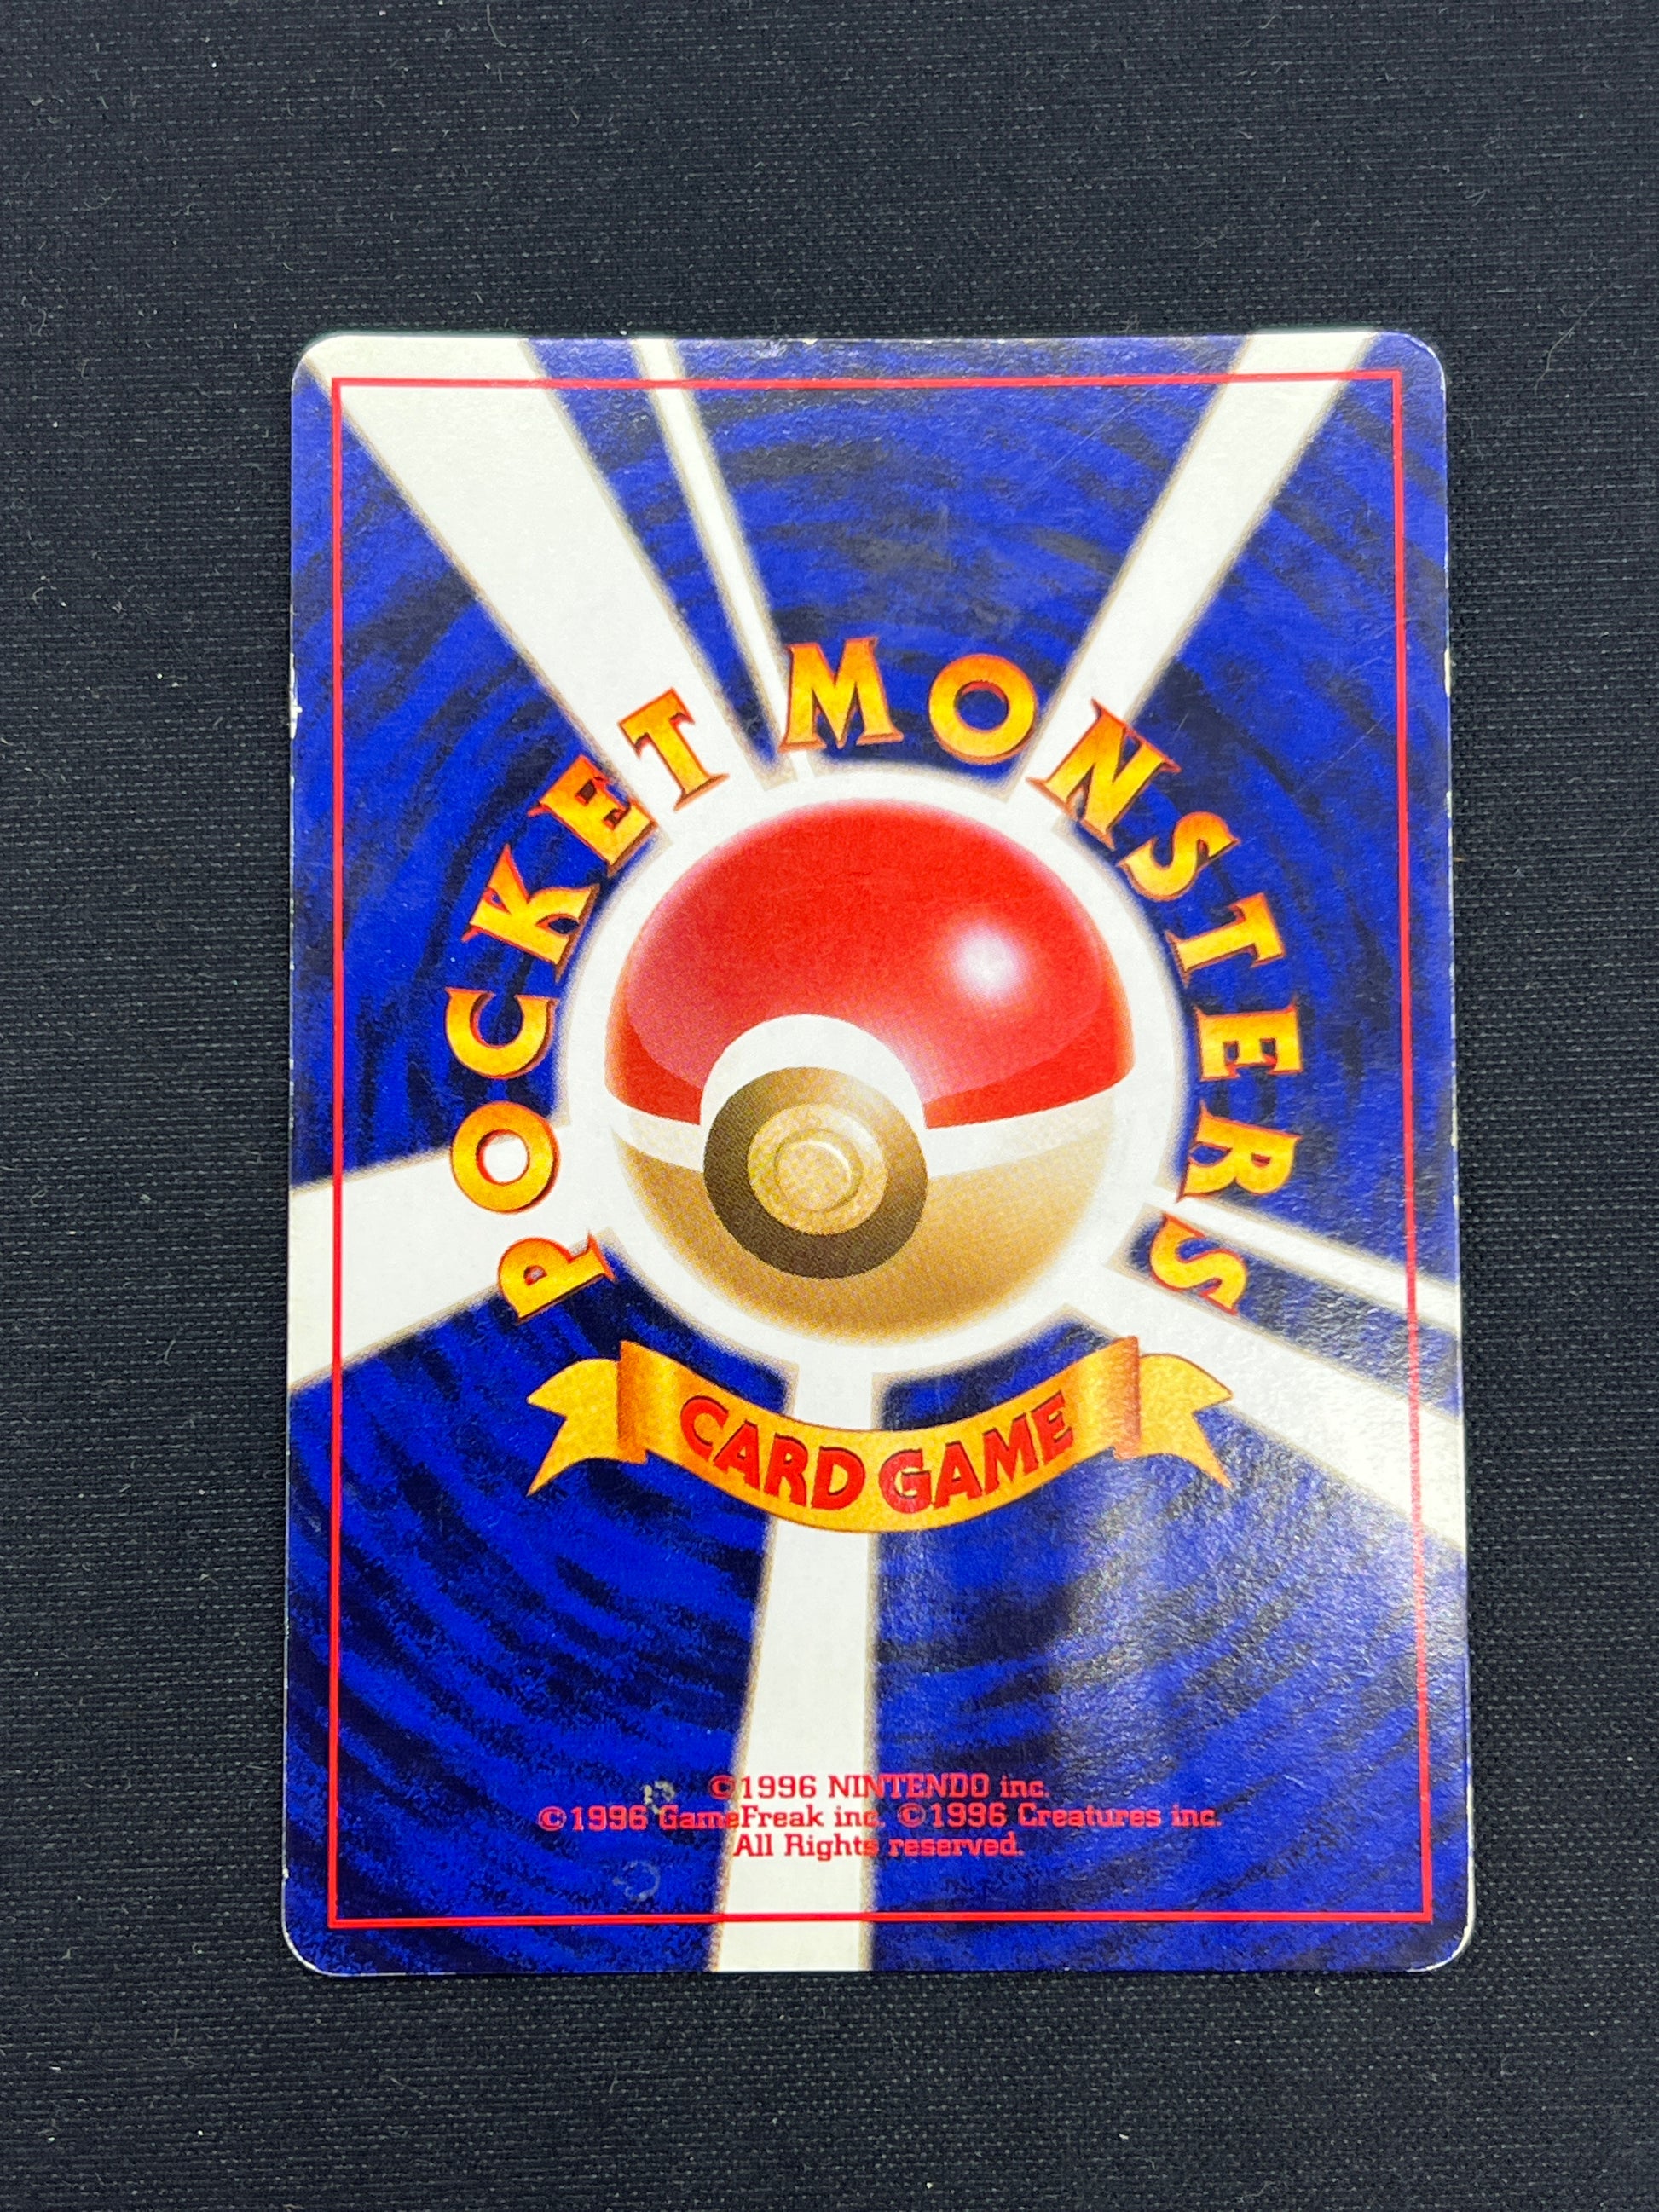 POCKET MONSTERS
CARD GAME
©1996 NINTENDO inc.
©1996 GameFreak inc. ©1996 Creatures inc.
All Rights reserved.